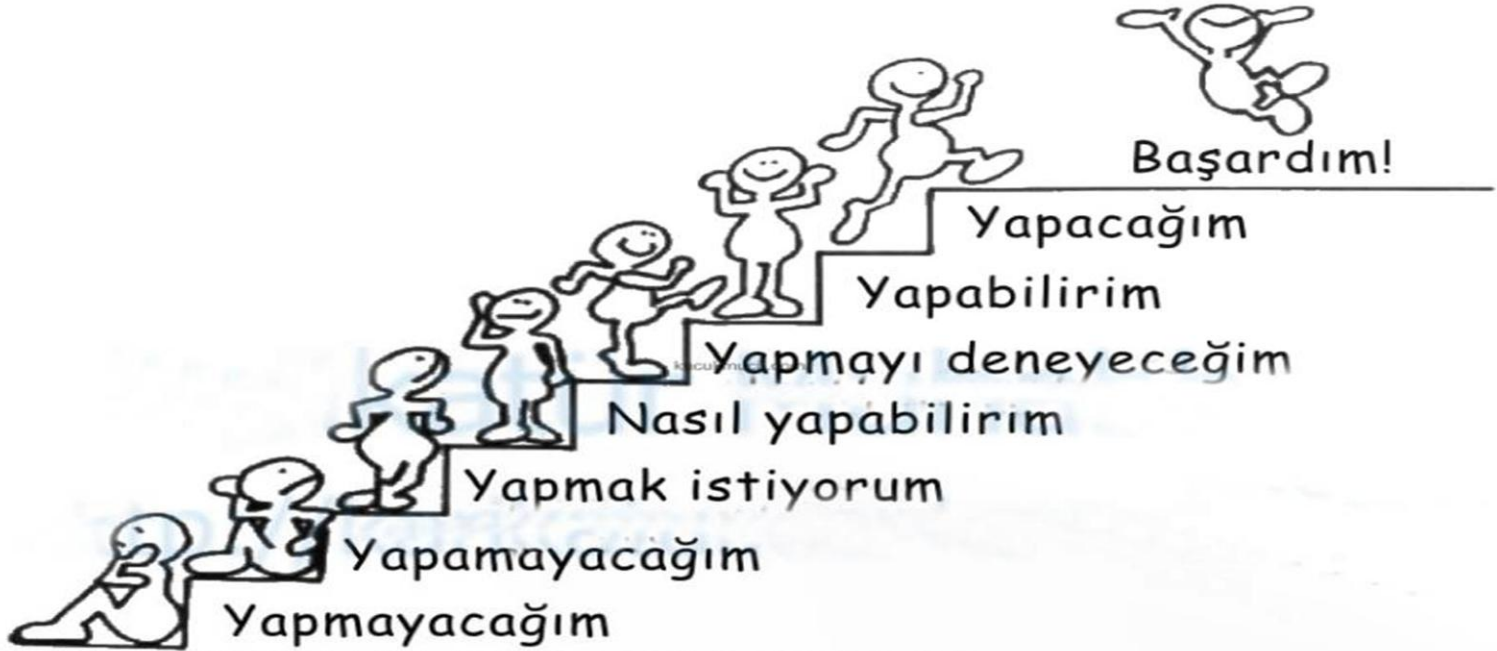 Başardım!
Yapacağım
Yapabilirim
Yapmayı deneyeceğim
Nasıl yapabilirim
Yapmak istiyorum
Yapamayacağım
Yapmayacağım